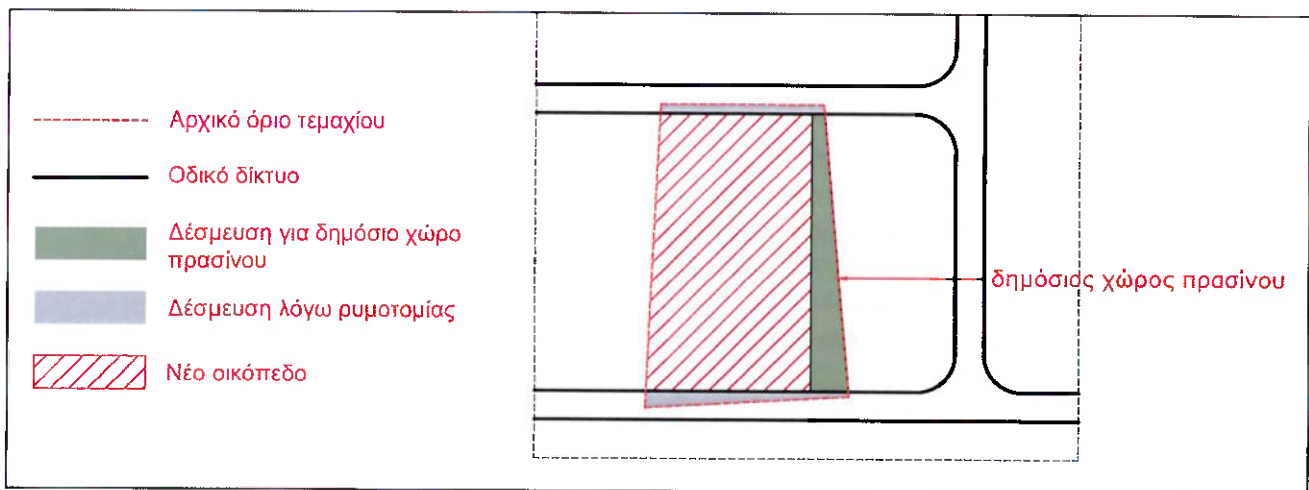 Αρχικό όριο τεμαχίου
Οδικό δίκτυο
Δέσμευση για δημόσιο χώρο
πρασίνου
Δέσμευση λόγω ρυμοτομίας
Νέο οικόπεδο
δημόσιος χώρος πρασίνου